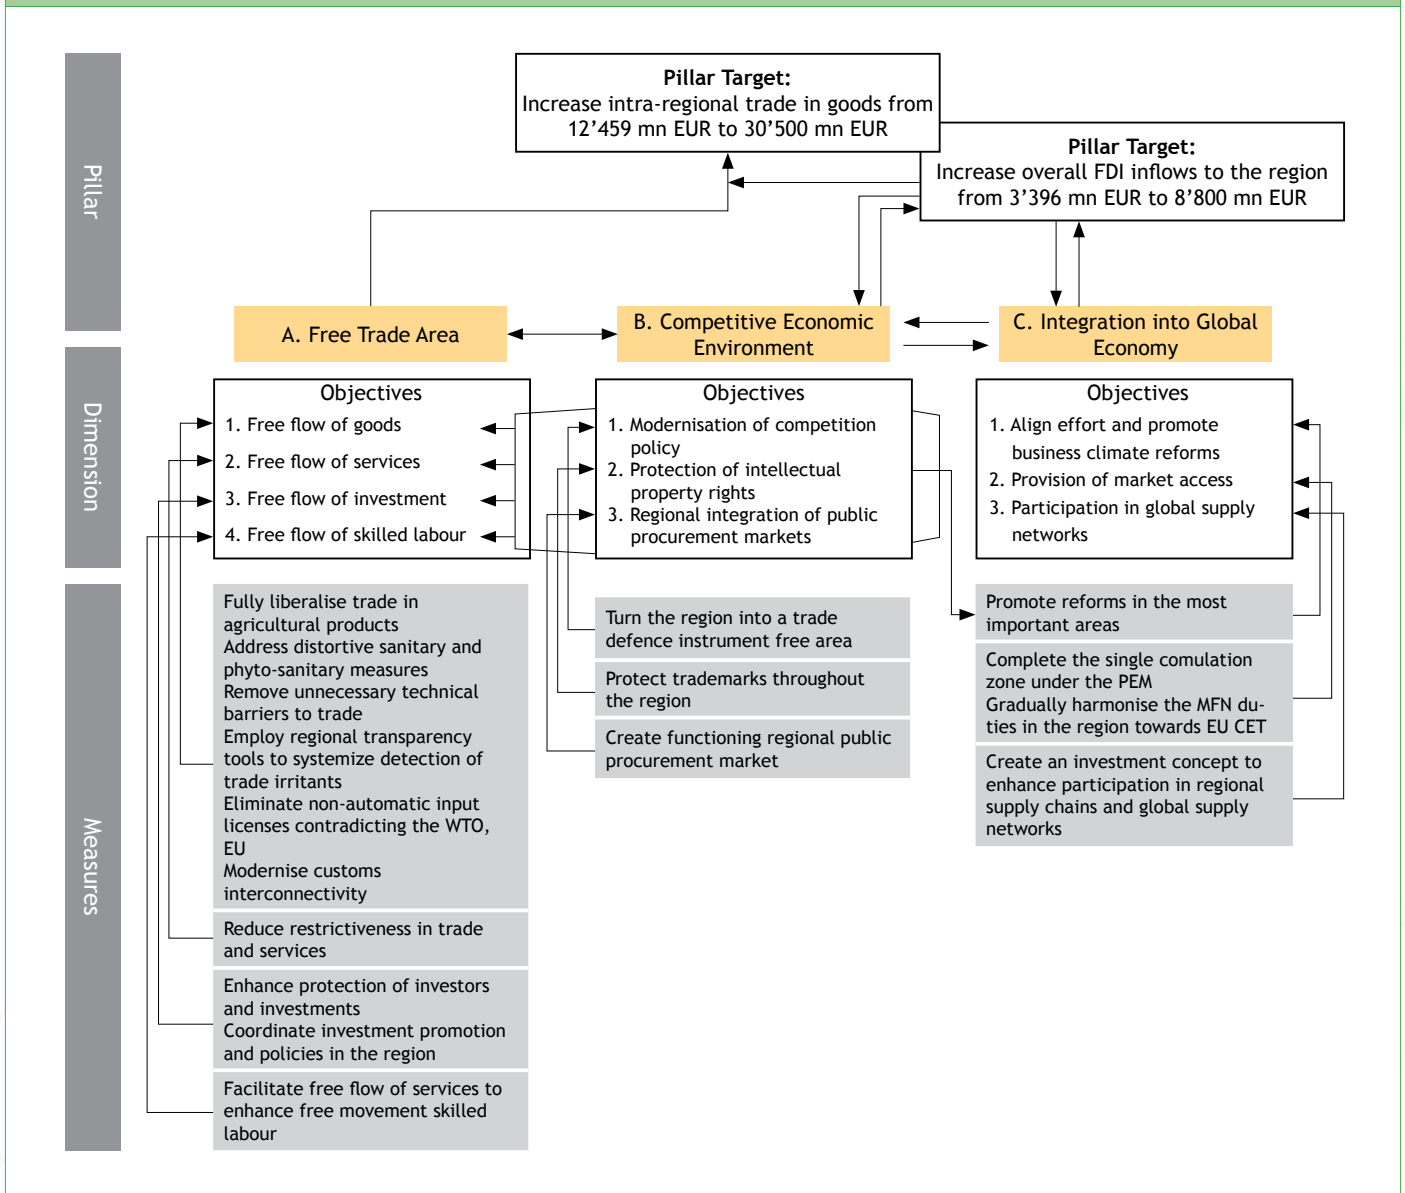 Pillar
Pillar Target:
Increase intra-regional trade in goods from
12’459 mn EUR to 30’500 mn EUR
Pillar Target:
Increase overall FDI inflows to the region
from 3’396 mn EUR to 8’800 mn EUR
A. Free Trade Area
B. Competitive Economic
Environment
C. Integration into Global
Economy
Dimension
Objectives
1. Free flow of goods
2. Free flow of services
3. Free flow of investment
4. Free flow of skilled labour
Objectives
1. Modernisation of competition
policy
2. Protection of intellectual
property rights
3. Regional integration of public
procurement markets
Objectives
1. Align effort and promote
business climate reforms
2. Provision of market access
3. Participation in global supply
networks
Measures
Fully liberalise trade in
agricultural products
Address distortive sanitary and
phyto-sanitary measures
Remove unnecessary technical
barriers to trade
Employ regional transparency
tools to systemize detection of
trade irritants
Eliminate non-automatic input
licenses contradicting the WTO,
EU
Modernise customs
interconnectivity
Reduce restrictiveness in trade
and services
Enhance protection of investors
and investments
Coordinate investment promotion
and policies in the region
Facilitate free flow of services to
enhance free movement skilled
labour
Turn the region into a trade
defence instrument free area
Protect trademarks throughout
the region
Create functioning regional public
procurement market
Promote reforms in the most
important areas
Complete the single comulation
zone under the PEM
Gradually harmonise the MFN du-
ties in the region towards EU CET
Create an investment concept to
enhance participation in regional
supply chains and global supply
networks